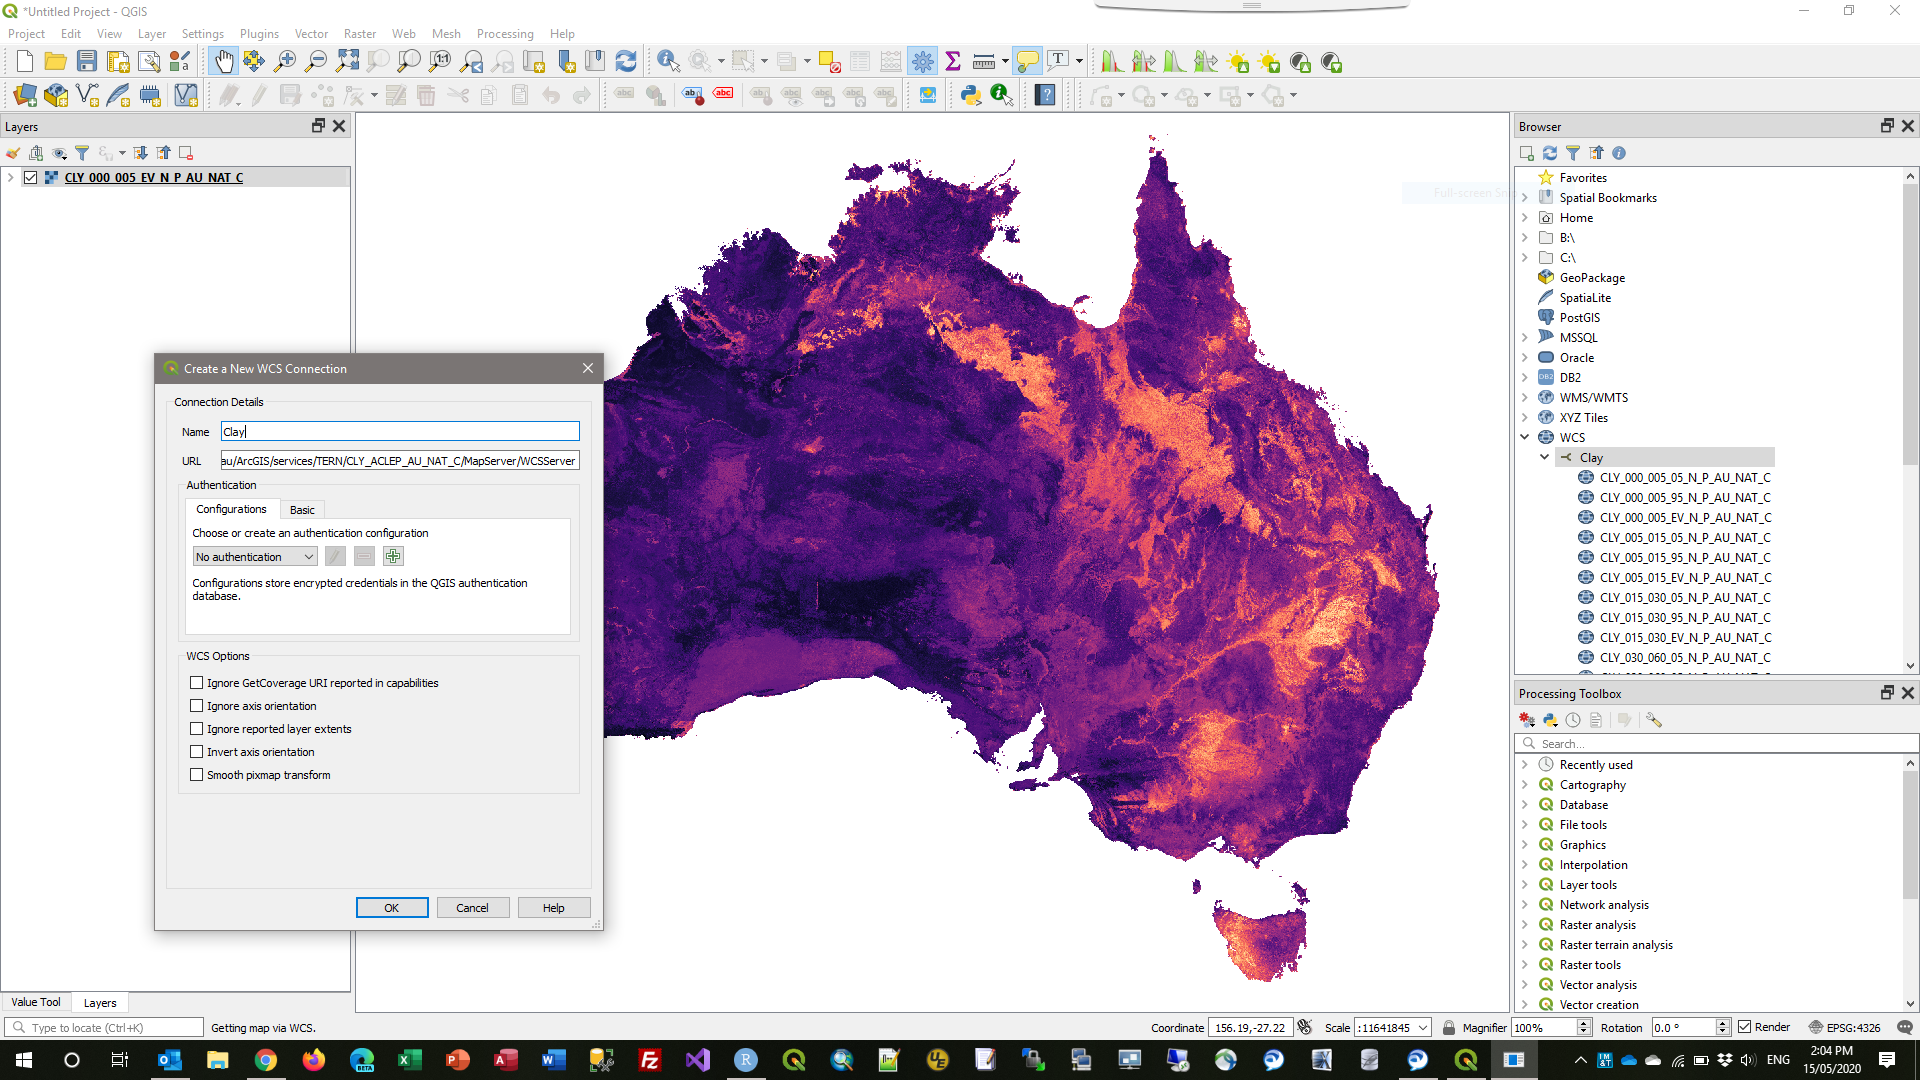 *Untitled Project - QGIS
Project Edit View Layer Settings Plugins Vector Raster Web Mesh Processing Help
Layers
CLY_000_005_EV_N_P_AU_NAT_C
Create a New WCS Connection
Connection Details
Name Clay
URL au/ArcGIS/services/TERN/CLY_ACLEP_AU_NAT_C/MapServer/WCSServer
Authentication
Configurations Basic
Choose or create an authentication configuration
No authentication
Configurations store encrypted credentials in the QGIS authentication
database.
WCS Options
Ignore GetCoverage URI reported in capabilities
Ignore axis orientation
Ignore reported layer extents
Invert axis orientation
Smooth pixmap transform
OK Cancel Help
Value Tool Layers
Full-screen Snip
Browser
Favorites
Spatial Bookmarks
Home
B:\
C:\
GeoPackage
SpatiaLite
PostGIS
MSSQL
Oracle
DB2
WMS/WMTS
XYZ Tiles
WCS
Clay
CLY_000_005_05_N_P_AU_NAT_C
CLY_000_005_95_N_P_AU_NAT_C
CLY_000_005_EV_N_P_AU_NAT_C
CLY_005_015_05_N_P_AU_NAT_C
CLY_005_015_95_N_P_AU_NAT_C
CLY_005_015_EV_N_P_AU_NAT_C
CLY_015_030_05_N_P_AU_NAT_C
CLY_015_030_95_N_P_AU_NAT_C
CLY_015_030_EV_N_P_AU_NAT_C
CLY_030_060_05_N_P_AU_NAT_C
Processing Toolbox
Search...
Recently used
Cartography
Database
File tools
Graphics
Interpolation
Layer tools
Network analysis
Raster analysis
Raster terrain analysis
Raster tools
Vector analysis
Vector creation
Type to locate (Ctrl+K) Getting map via WCS. Coordinate 156.19,-27.22 Scale :11641845 Magnifier 100% Rotation 0.0 ° Render EPSG:4326
ENG 2:04 PM
15/05/2020